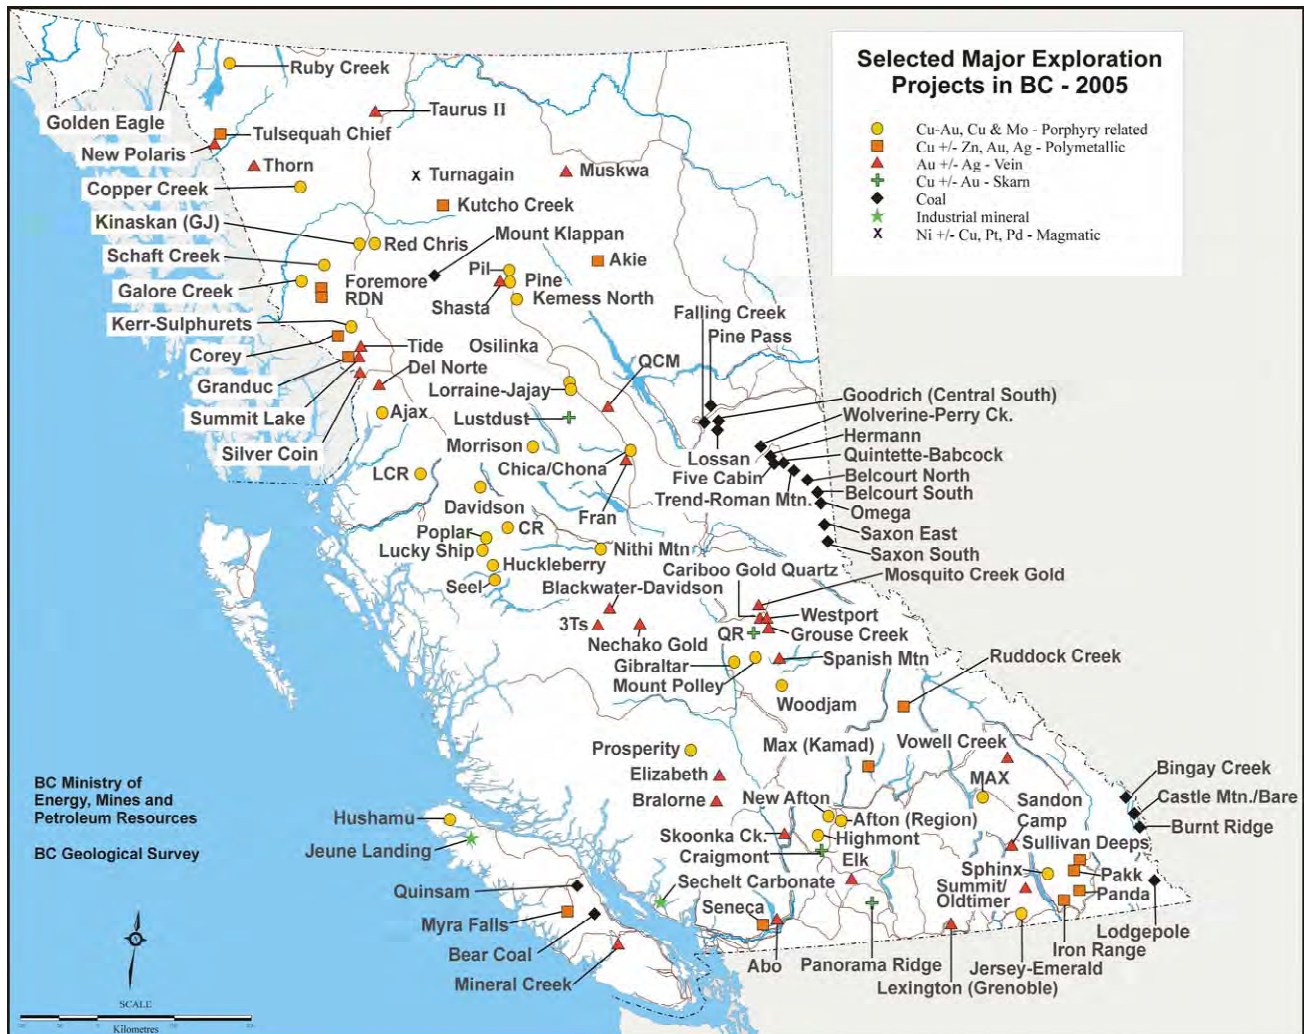 Selected Major Exploration
Projects in BC - 2005
Cu-Au, Cu & Mo - Porphyry related
Cu +/- Zn, Au, Ag - Polymetallic
Au +/- Ag - Vein
Cu +/- Au - Skarn
Coal
Industrial mineral
Ni +/- Cu, Pt, Pd - Magmatic
Ruby Creek
Golden Eagle
Taurus II
Tulsequah Chief
New Polaris
Thorn
Turnagain
Muskwa
Copper Creek
Kutcho Creek
Kinaskan (GJ)
Red Chris
Mount Klappan
Schaft Creek
Akie
Pil
Galore Creek
Foremore
RDN
Pine
Shasta
Kemess North
Falling Creek
Kerr-Sulphurets
Pine Pass
Corey
Tide
Osilinka
QCM
Granduc
Del Norte
Lorraine-Jajay
Goodrich (Central South)
Summit Lake
Ajax
Lustdust
Wolverine-Perry Ck.
Hermann
Silver Coin
Morrison
Lossan
Quintette-Babcock
Chica/Chona
Five Cabin
Belcourt North
LCR
Trend-Roman Mtn.
Belcourt South
Davidson
Fran
Omega
Poplar
CR
Saxon East
Lucky Ship
Nithi Mtn
Saxon South
Huckleberry
Cariboo Gold Quartz
Mosquito Creek Gold
Seel
Blackwater-Davidson
Westport
3Ts
QR
Grouse Creek
Nechako Gold
Gibraltar
Spanish Mtn
Ruddock Creek
Mount Polley
Woodjam
Prosperity
Max (Kamad)
Vowell Creek
Elizabeth
MAX
Bingay Creek
BC Ministry of
Energy, Mines and
Petroleum Resources
BC Geological Survey
Bralorne
New Afton
Sandon
Camp
Castle Mtn./Bare
Hushamu
Afton (Region)
Burnt Ridge
Skoonka Ck.
Highmont
Sullivan Deeps
Jeune Landing
Craigmont
Elk
Sphinx
Pakk
Quinsam
Sechelt Carbonate
Summit/
Oldtimer
Panda
Seneca
Myra Falls
Lodgepole
Bear Coal
Iron Range
Abo
Panorama Ridge
Jersey-Emerald
Mineral Creek
Lexington (Grenoble)
SCALE
Kilometres